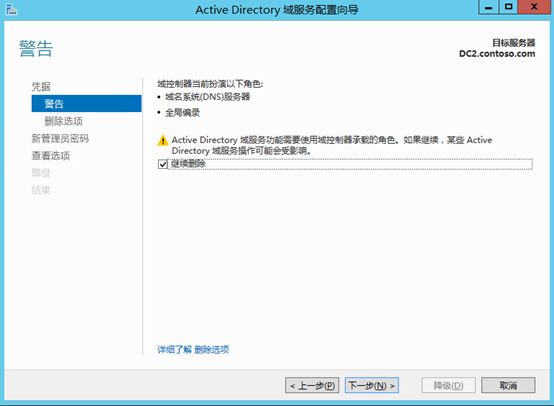 Active Directory 域服务配置向导
警告
目标服务器
DC2.contoso.com
凭据
警告
删除选项
新管理员密码
查看选项
降级
结果
域控制器当前扮演以下角色:
• 域名系统(DNS)服务器
• 全局编录
Active Directory 域服务功能需要使用域控制器承载的角色。如果继续，某些 Active
Directory 域服务操作可能会受影响。
继续删除
详细了解 删除选项
< 上一步(P)
下一步(N) >
降级(D)
取消